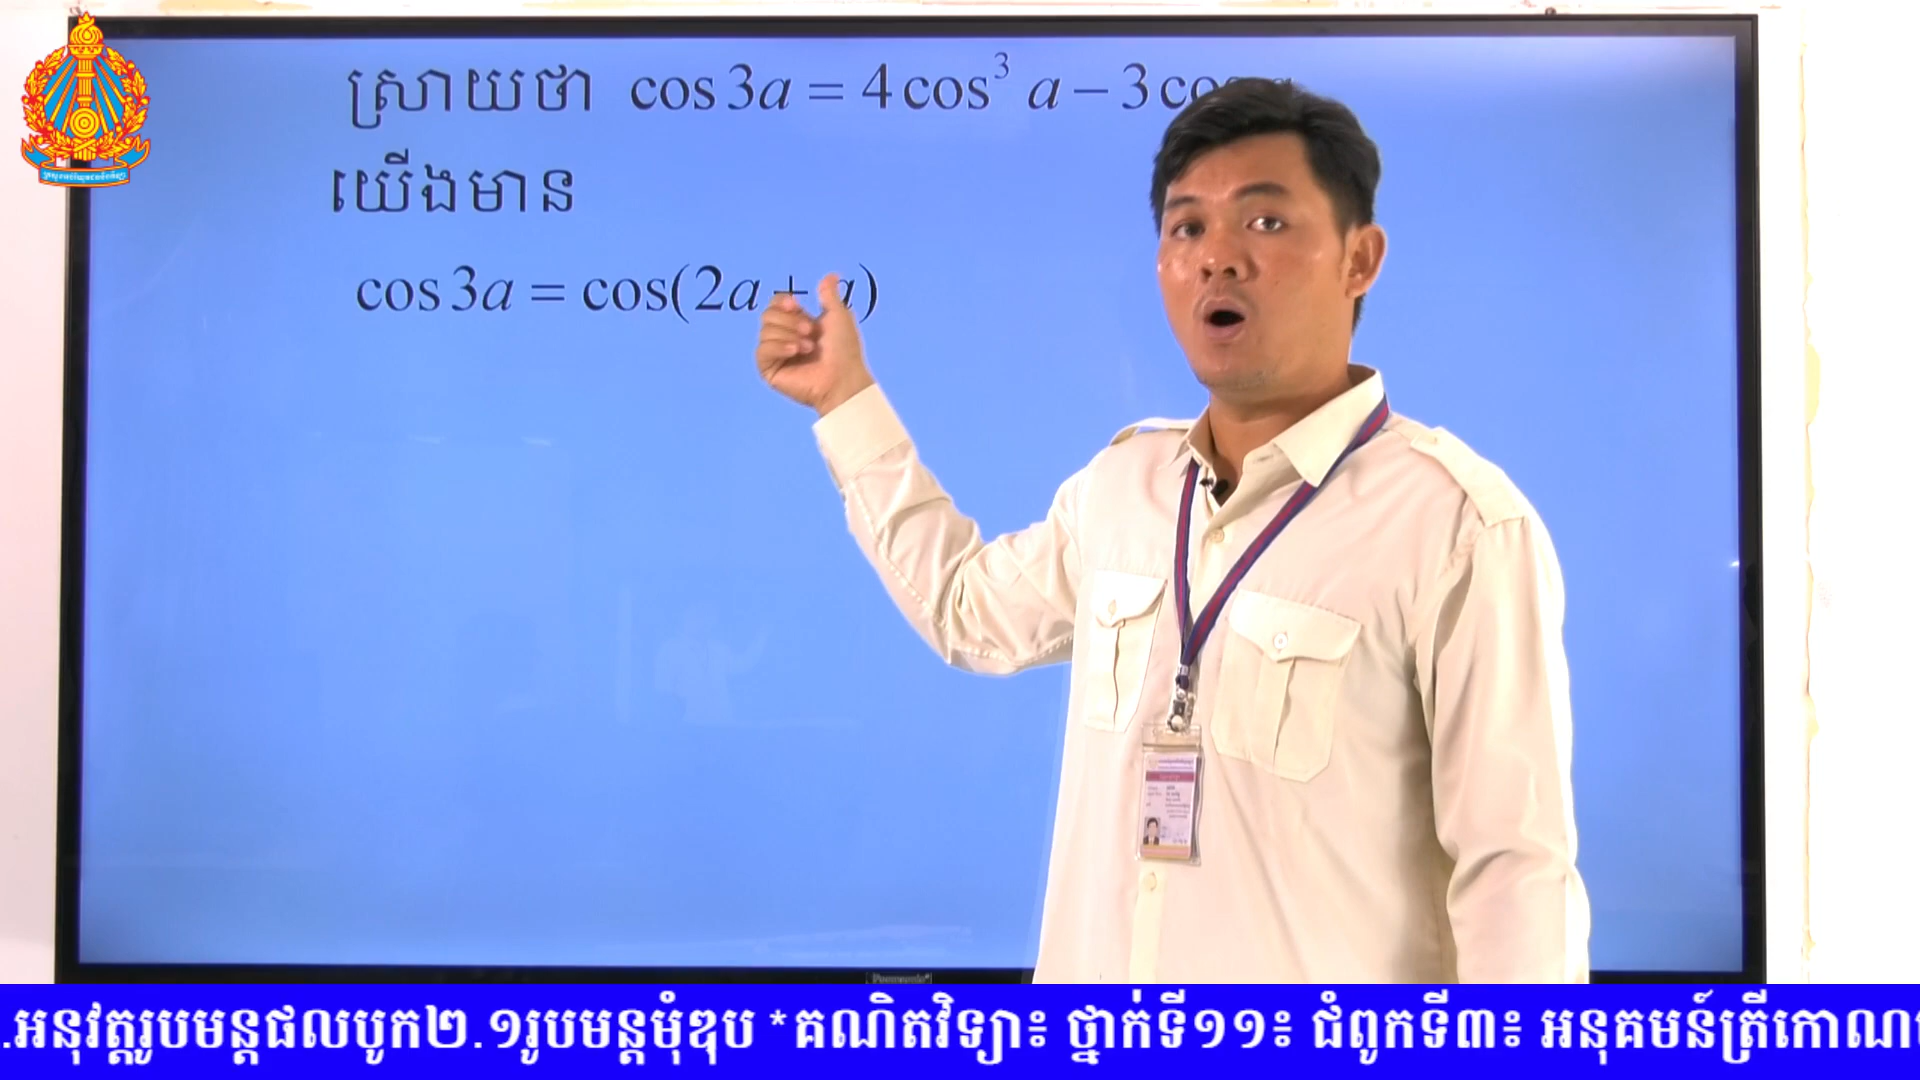 ស្រាយថា cos 3a = 4 cos³ a − 3 cos a
យើងមាន
cos 3a = cos(2a + a)
.អនុវត្តរូបមន្តផលបូក២.១រូបមន្តមុំឌុប *គណិតវិទ្យា៖ ថ្នាក់ទី១១៖ ជំពូកទី៣៖ អនុគមន៍ត្រីកោណ